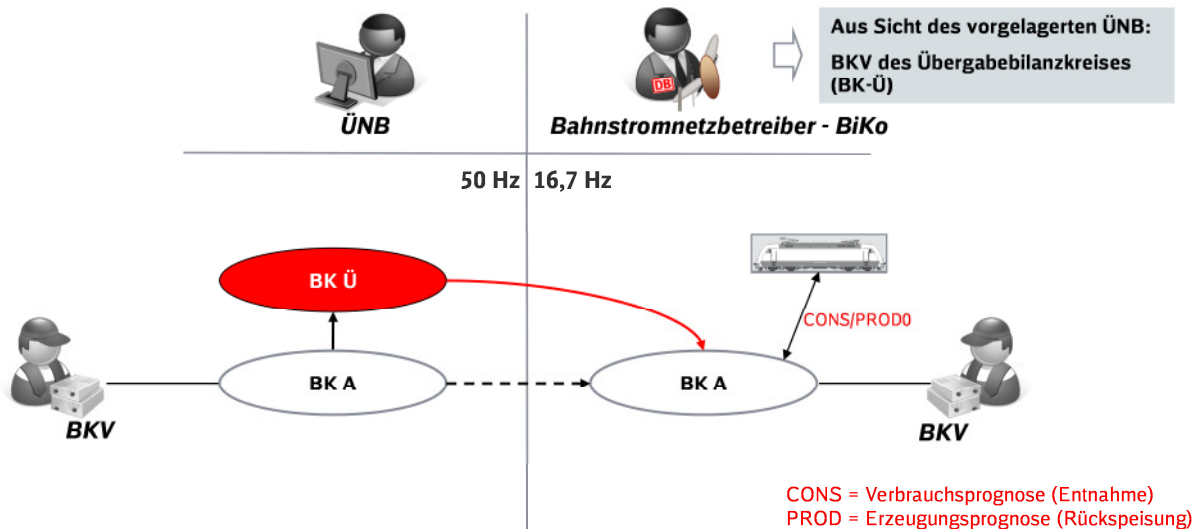 Aus Sicht des vorgelagerten ÜNB:
BKV des Übergabebilanzkreises
(BK-Ü)
DB
ÜNB
Bahnstromnetzbetreiber - BiKo
50 Hz
16,7 Hz
BK Ü
CONS/PROD0
BK A
BK A
BKV
BKV
CONS = Verbrauchsprognose (Entnahme)
PROD = Erzeugungsprognose (Rückspeisung)